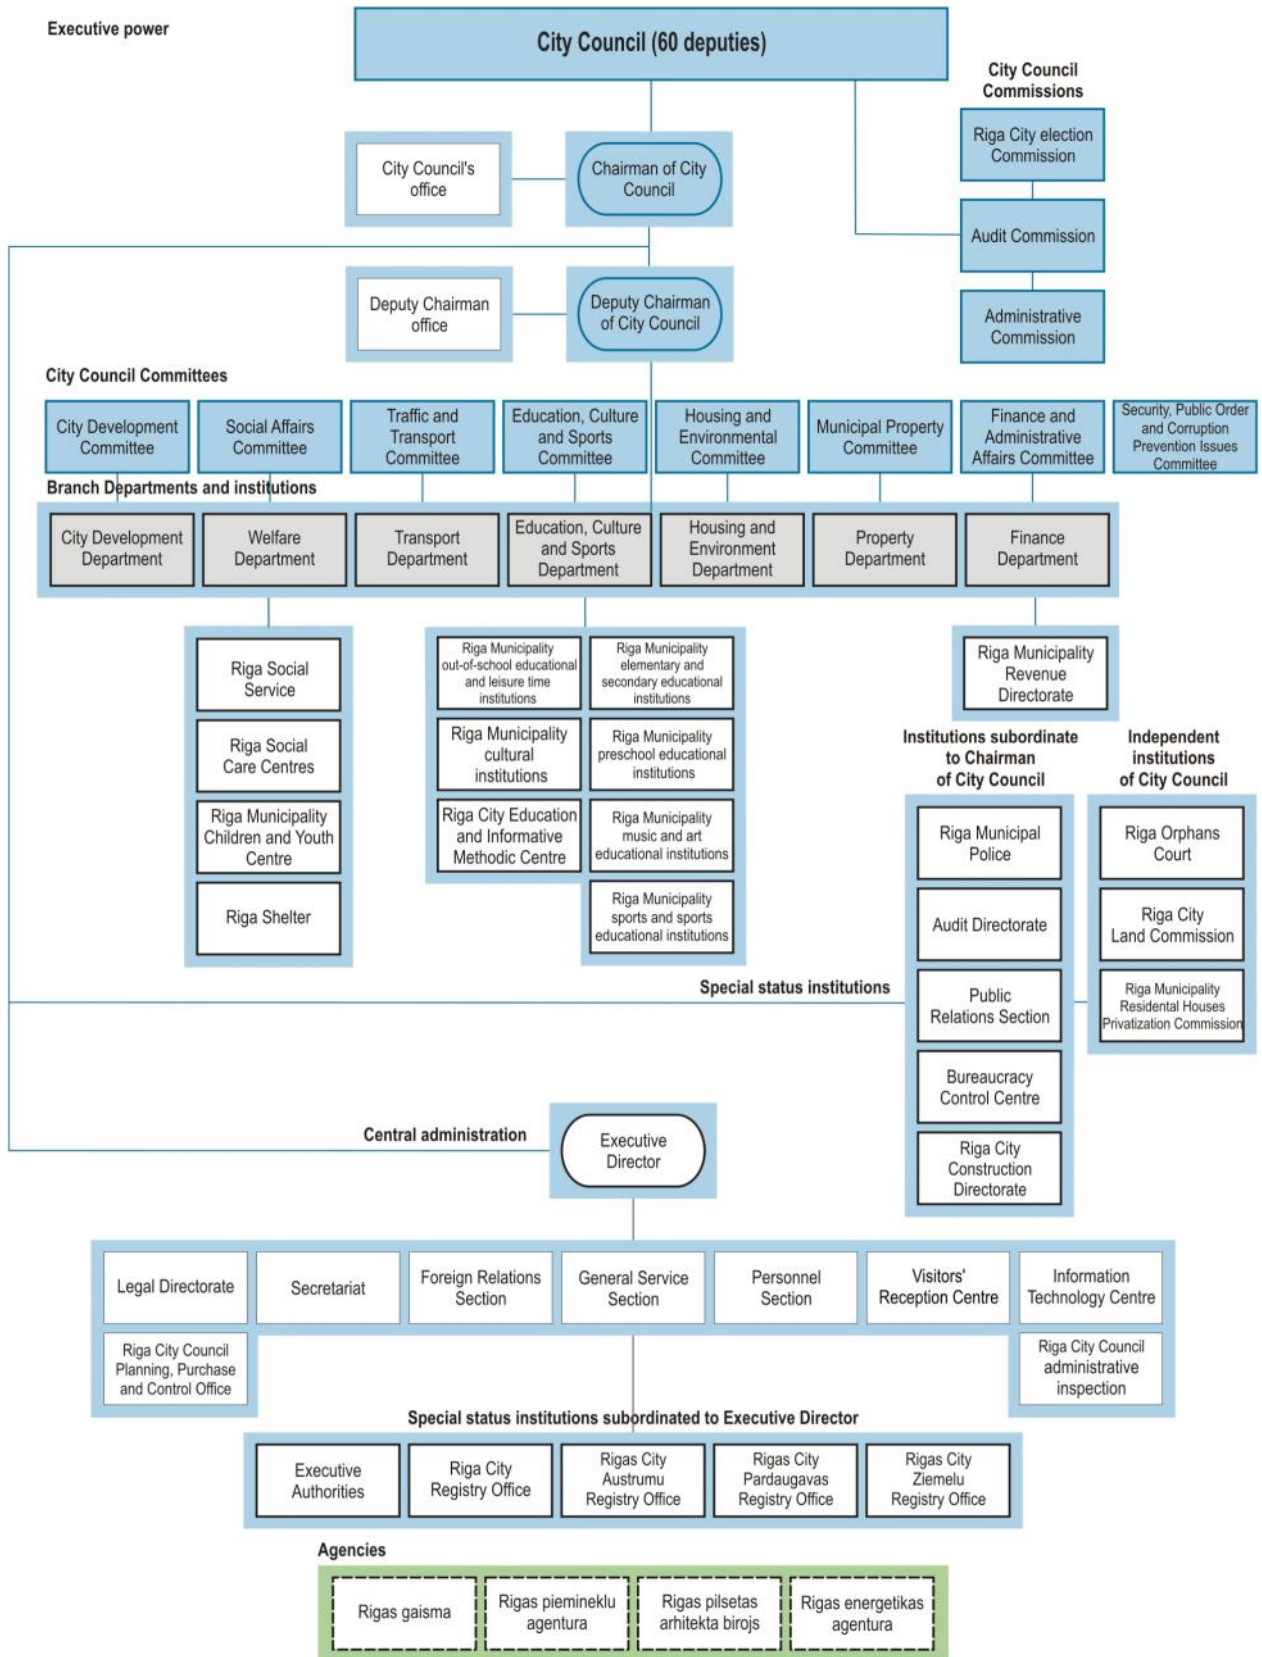 Executive power
City Council (60 deputies)
City Council
Commissions
Riga City election
Commission
Audit Commission
Administrative
Commission
City Council's
office
Chairman of City
Council
Deputy Chairman
office
Deputy Chairman
of City Council
City Council Committees
City Development
Committee
Social Affairs
Committee
Traffic and
Transport
Committee
Education, Culture
and Sports
Committee
Housing and
Environmental
Committee
Municipal Property
Committee
Finance and
Administrative
Affairs Committee
Security, Public Order
and Corruption
Prevention Issues
Committee
Branch Departments and institutions
City Development
Department
Welfare
Department
Transport
Department
Education, Culture
and Sports
Department
Housing and
Environment
Department
Property
Department
Finance
Department
Riga Social
Service
Riga Social
Care Centres
Riga Municipality
Children and Youth
Centre
Riga Shelter
Riga Municipality
out-of-school educational
and leisure time
institutions
Riga Municipality
cultural
institutions
Riga City Education
and Informative
Methodic Centre
Riga Municipality
elementary and
secondary educational
institutions
Riga Municipality
preschool educational
institutions
Riga Municipality
music and art
educational institutions
Riga Municipality
sports and sports
educational institutions
Riga Municipality
Revenue
Directorate
Institutions subordinate
to Chairman
of City Council
Riga Municipal
Police
Audit Directorate
Public
Relations Section
Bureaucracy
Control Centre
Riga City
Construction
Directorate
Independent
institutions
of City Council
Riga Orphans
Court
Riga City
Land Commission
Riga Municipality
Residental Houses
Privatization Commission
Special status institutions
Central administration
Executive
Director
Legal Directorate
Secretariat
Foreign Relations
Section
General Service
Section
Personnel
Section
Visitors'
Reception Centre
Information
Technology Centre
Riga City Council
Planning, Purchase
and Control Office
Riga City Council
administrative
inspection
Special status institutions subordinated to Executive Director
Executive
Authorities
Riga City
Registry Office
Rigas City
Austrumu
Registry Office
Rigas City
Pardaugavas
Registry Office
Rigas City
Ziemelu
Registry Office
Agencies
Rigas gaisma
Rigas piemineklu
agentura
Rigas pilsetas
arhitekta birojs
Rigas energetikas
agentura